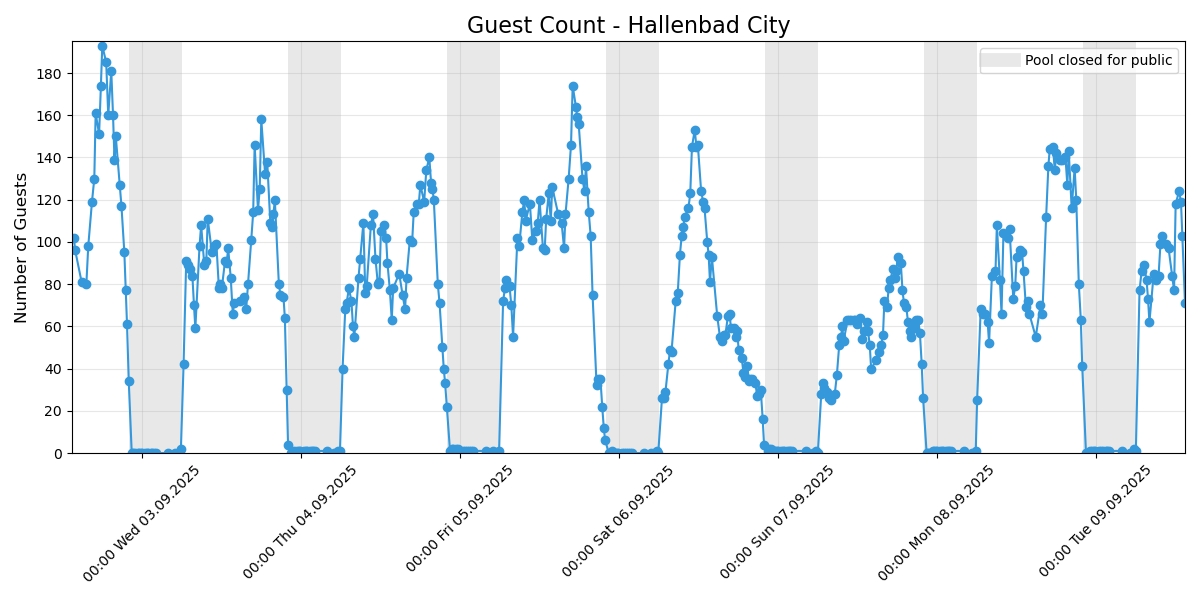 Guest Count - Hallenbad City
Pool closed for public
Number of Guests
180
160
140
120
100
80
60
40
20
0
00:00 Wed 03.09.2025
00:00 Thu 04.09.2025
00:00 Fri 05.09.2025
00:00 Sat 06.09.2025
00:00 Sun 07.09.2025
00:00 Mon 08.09.2025
00:00 Tue 09.09.2025